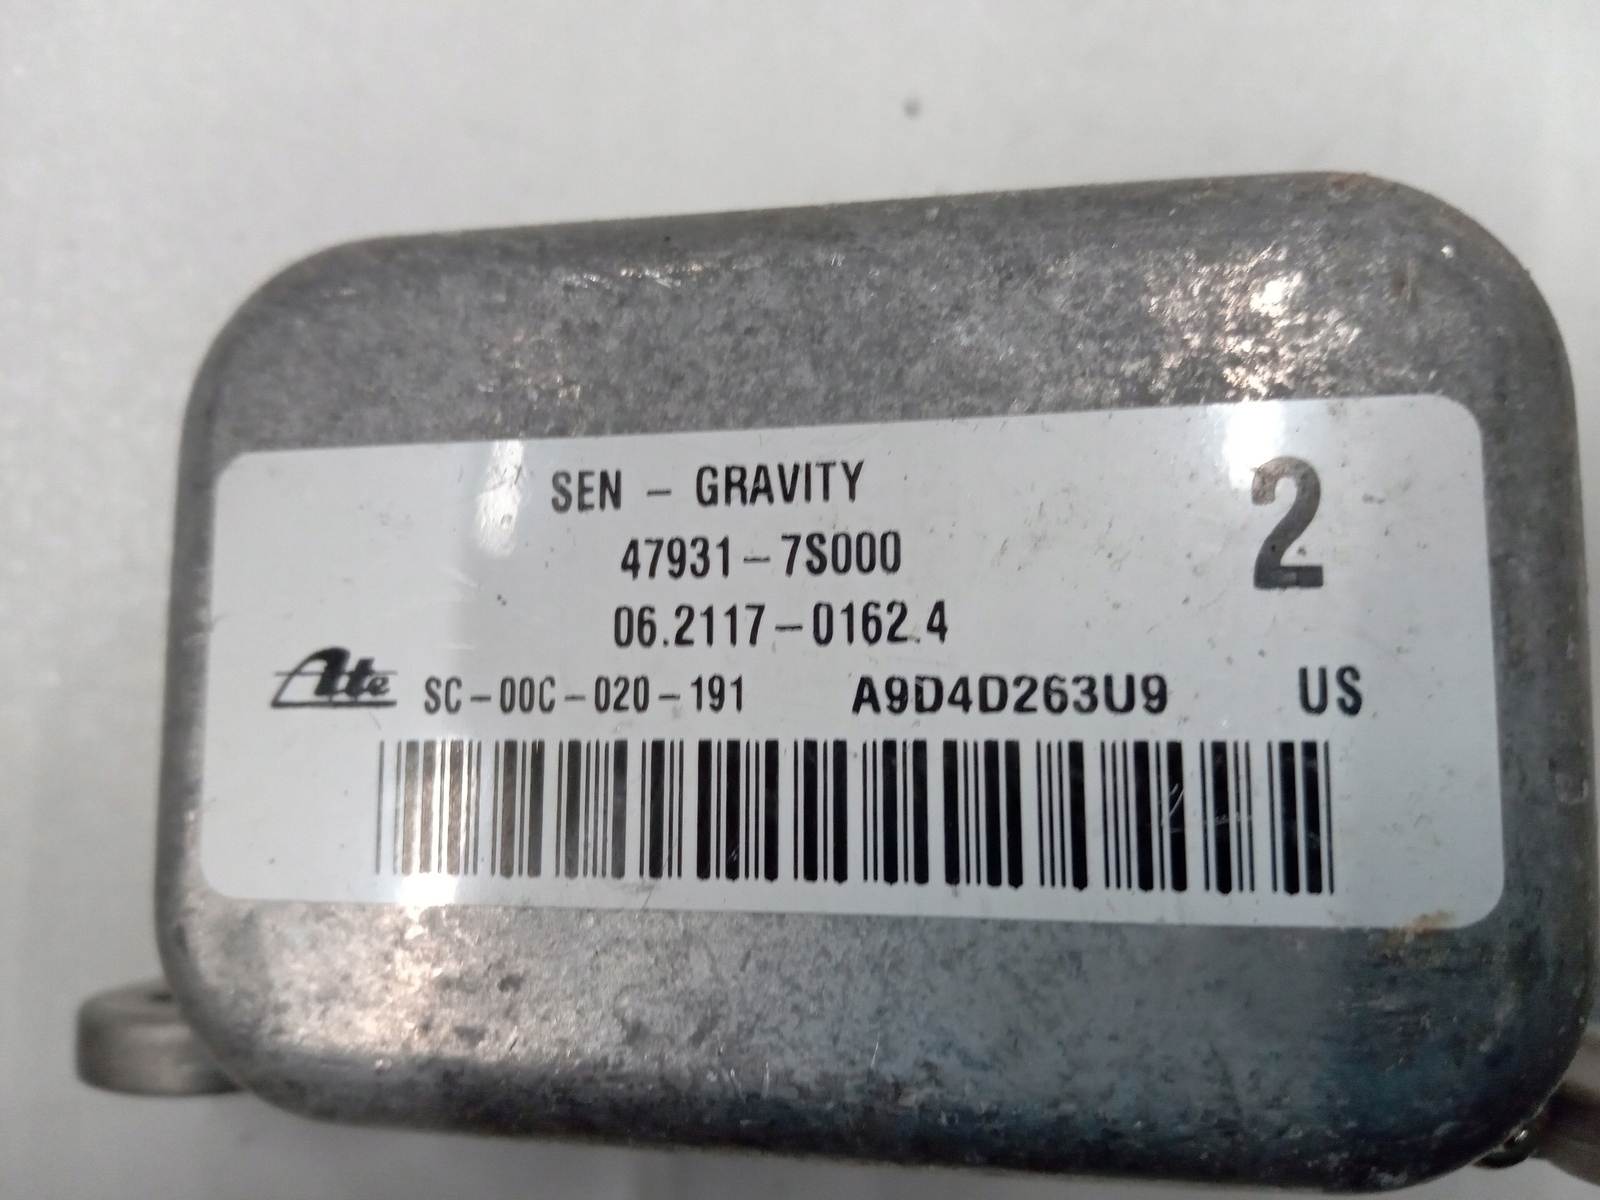 SEN - GRAVITY
2
47931-7S000
06.2117-0162.4
Ate SC-00C-020-191 A9D4D263U9 US